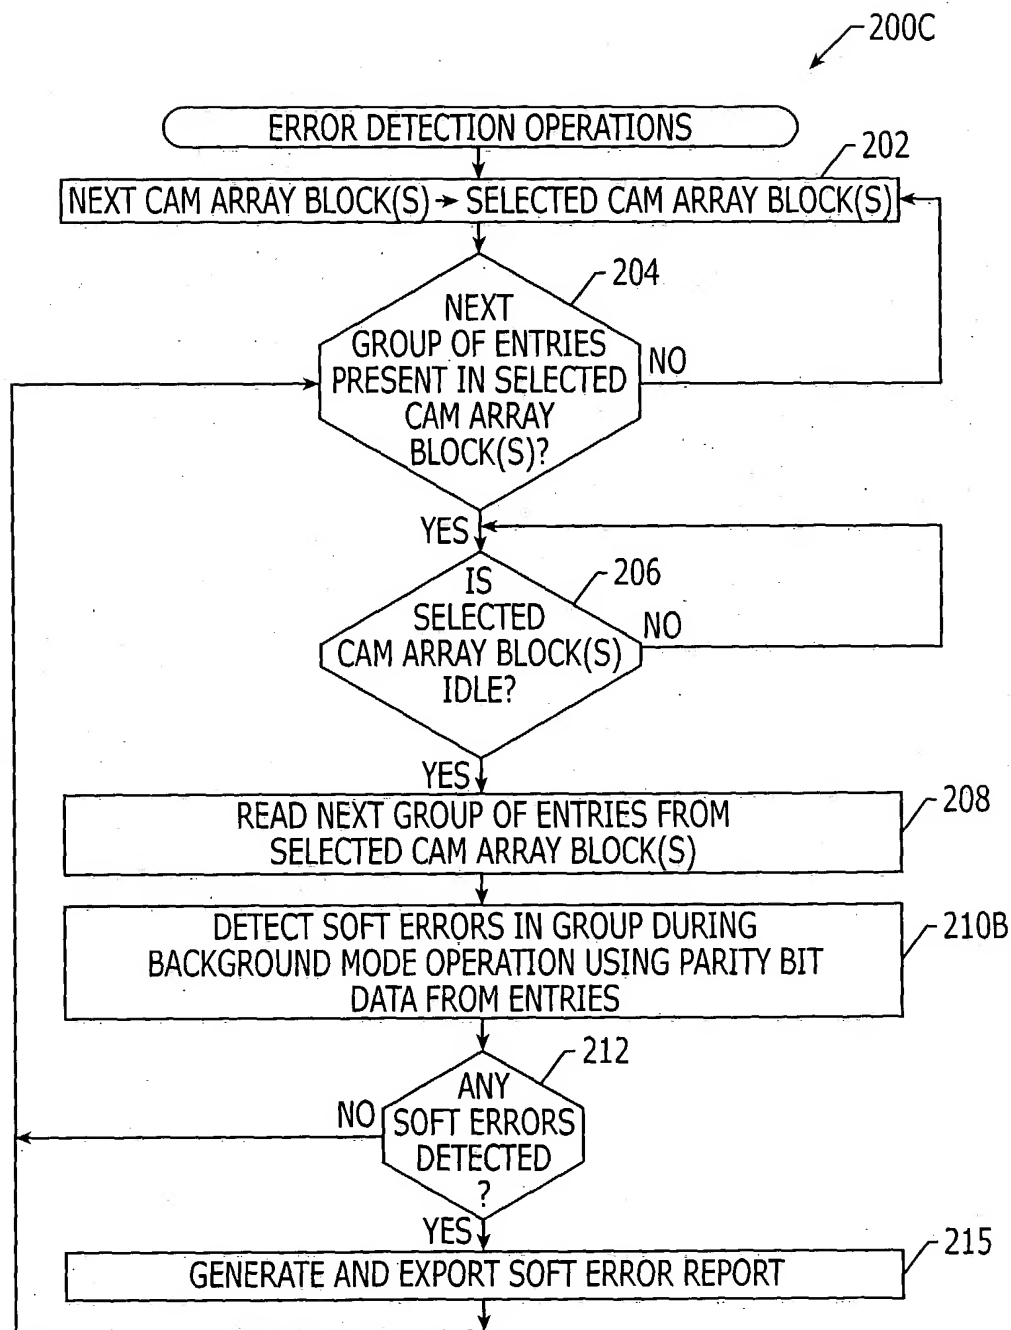 200C
ERROR DETECTION OPERATIONS
202
NEXT CAM ARRAY BLOCK(S) → SELECTED CAM ARRAY BLOCK(S)
204
NEXT
GROUP OF ENTRIES
PRESENT IN SELECTED
CAM ARRAY
BLOCK(S)?
NO
YES
206
IS
SELECTED
CAM ARRAY BLOCK(S)
IDLE?
NO
YES
208
READ NEXT GROUP OF ENTRIES FROM
SELECTED CAM ARRAY BLOCK(S)
210B
DETECT SOFT ERRORS IN GROUP DURING
BACKGROUND MODE OPERATION USING PARITY BIT
DATA FROM ENTRIES
212
ANY
SOFT ERRORS
DETECTED
?
NO
YES
215
GENERATE AND EXPORT SOFT ERROR REPORT